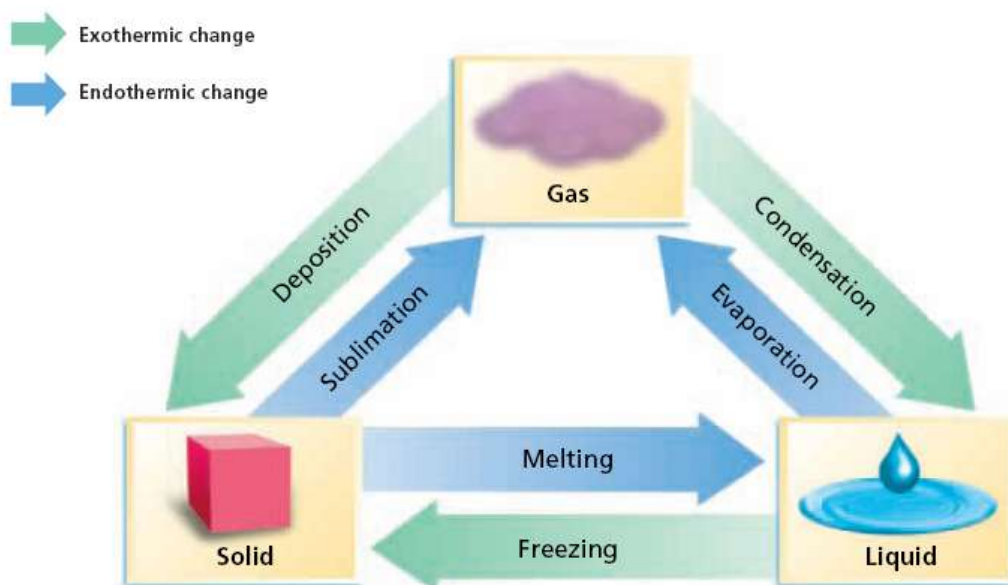 Exothermic change
Endothermic change
Gas
Deposition
Condensation
Sublimation
Evaporation
Melting
Solid
Freezing
Liquid